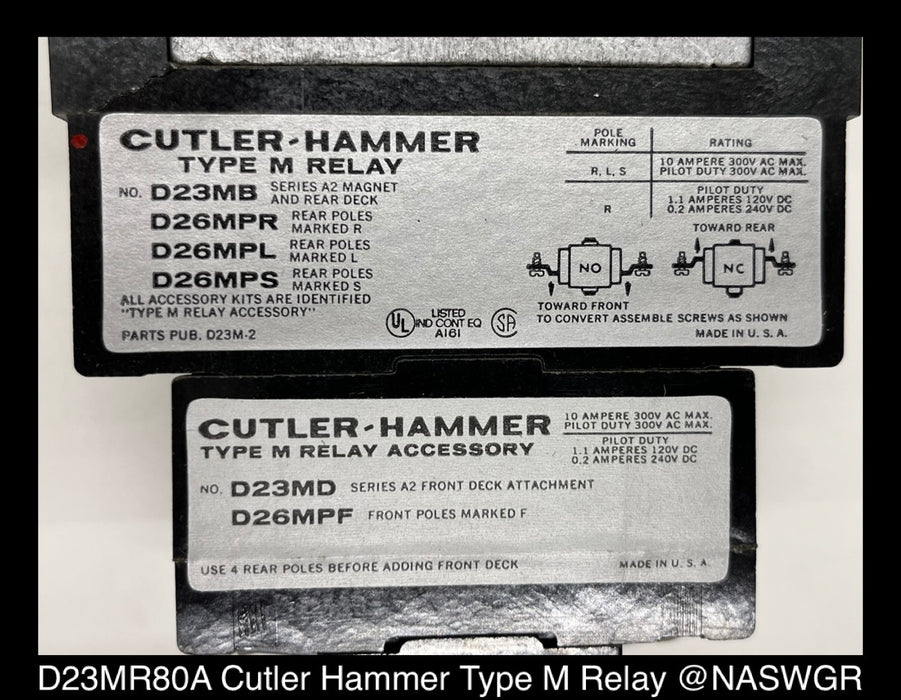 CUTLER-HAMMER
TYPE M RELAY
NO. D23MB SERIES A2 MAGNET
AND REAR DECK
D26MPR REAR POLES
MARKED R
D26MPL REAR POLES
MARKED L
D26MPS REAR POLES
MARKED S
ALL ACCESSORY KITS ARE IDENTIFIED
"TYPE M RELAY ACCESSORY"
PARTS PUB. D23M-2
UL LISTED
IND CONT EQ
A161
SA
POLE
MARKING
RATING
R, L, S
10 AMPERE 300V AC MAX.
PILOT DUTY 300V AC MAX.
R
PILOT DUTY
1.1 AMPERES 120V DC
0.2 AMPERES 240V DC
TOWARD REAR
NO
NC
TOWARD FRONT
TO CONVERT ASSEMBLE SCREWS AS SHOWN
MADE IN U. S. A.
CUTLER-HAMMER
TYPE M RELAY ACCESSORY
10 AMPERE 300V AC MAX.
PILOT DUTY 300V AC MAX.
PILOT DUTY
1.1 AMPERES 120V DC
0.2 AMPERES 240V DC
NO. D23MD SERIES A2 FRONT DECK ATTACHMENT
D26MPF FRONT POLES MARKED F
USE 4 REAR POLES BEFORE ADDING FRONT DECK
MADE IN U. S. A.
D23MR80A Cutler Hammer Type M Relay @NASWGR